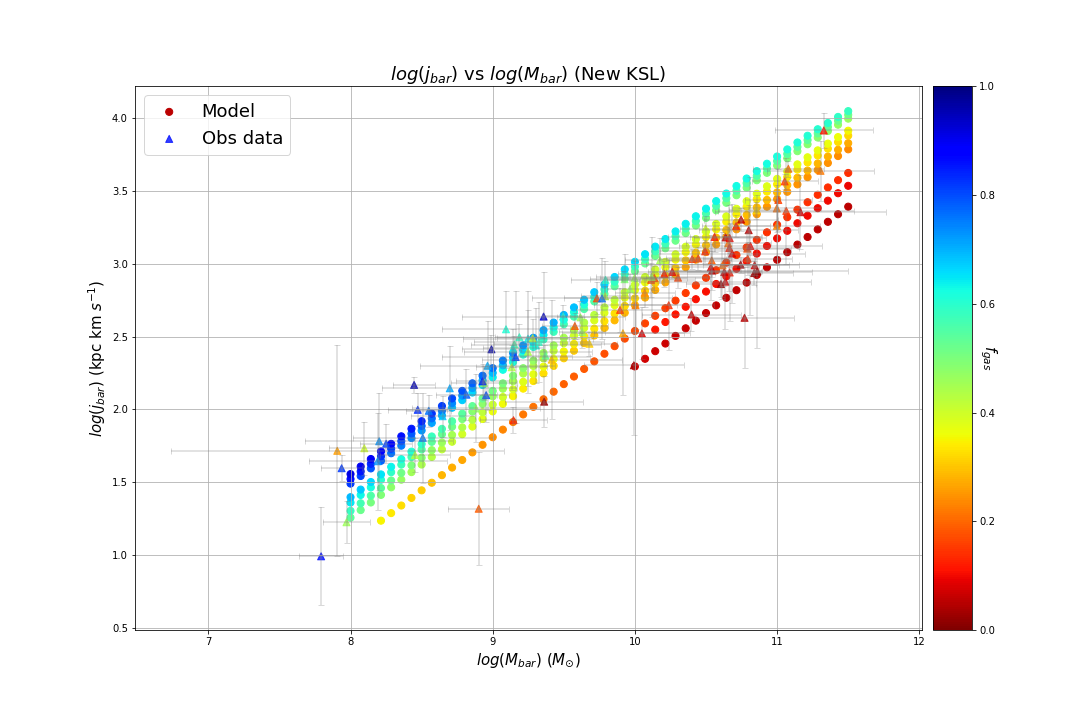 log(j_bar) vs log(M_bar) (New KSL)
Model
Obs data
log(j_bar) (kpc km s⁻¹)
4.0
3.5
3.0
2.5
2.0
1.5
1.0
0.5
7 8 9 10 11 12
log(M_bar) (M⊙)
1.0
0.8
0.6
0.4
0.2
0.0
f_gas